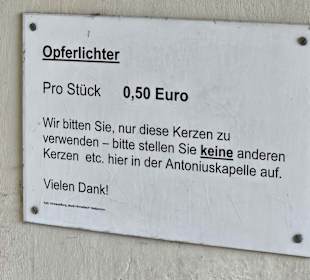 Opferlichter
Pro Stück 0,50 Euro
Wir bitten Sie, nur diese Kerzen zu
verwenden – bitte stellen Sie keine anderen
Kerzen etc. hier in der Antoniuskapelle auf.
Vielen Dank!